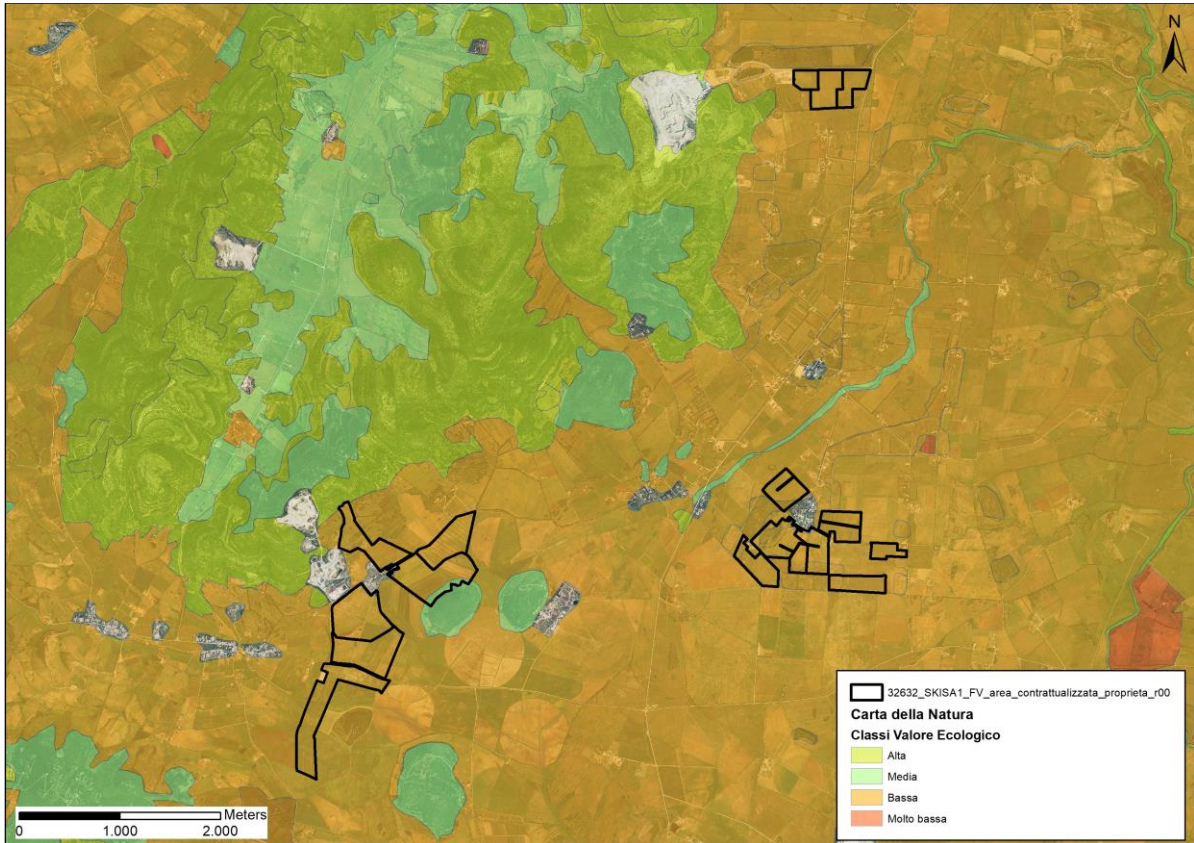 N
32632_SKISA1_FV_area_contrattualizzata_proprieta_r00
Carta della Natura
Classi Valore Ecologico
Alta
Media
Bassa
Molto bassa
Meters
0 1.000 2.000